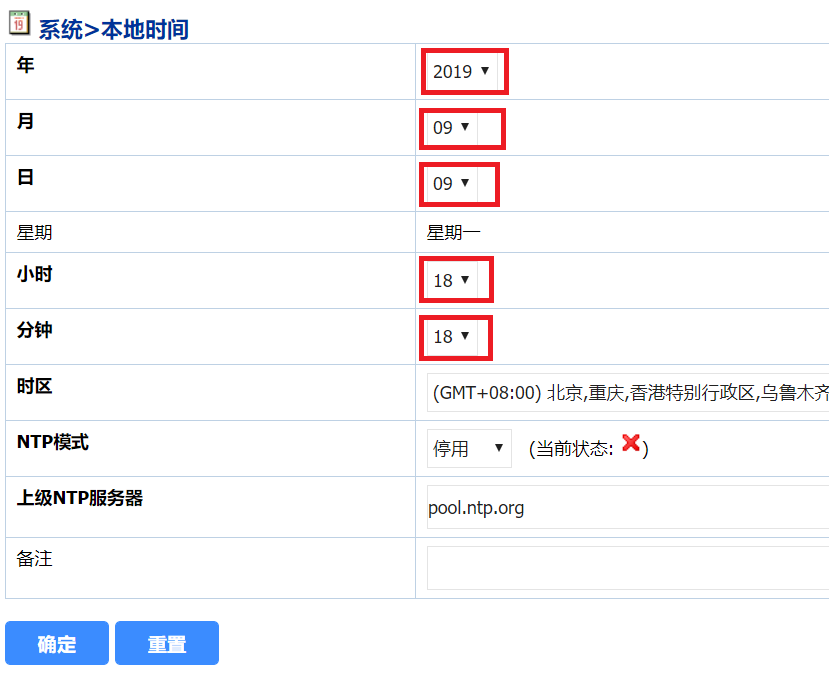 系统>本地时间
年 2019
月 09
日 09
星期 星期一
小时 18
分钟 18
时区 (GMT+08:00) 北京,重庆,香港特别行政区,乌鲁木齐
NTP模式 停用 (当前状态: )
上级NTP服务器 pool.ntp.org
备注
确定 重置